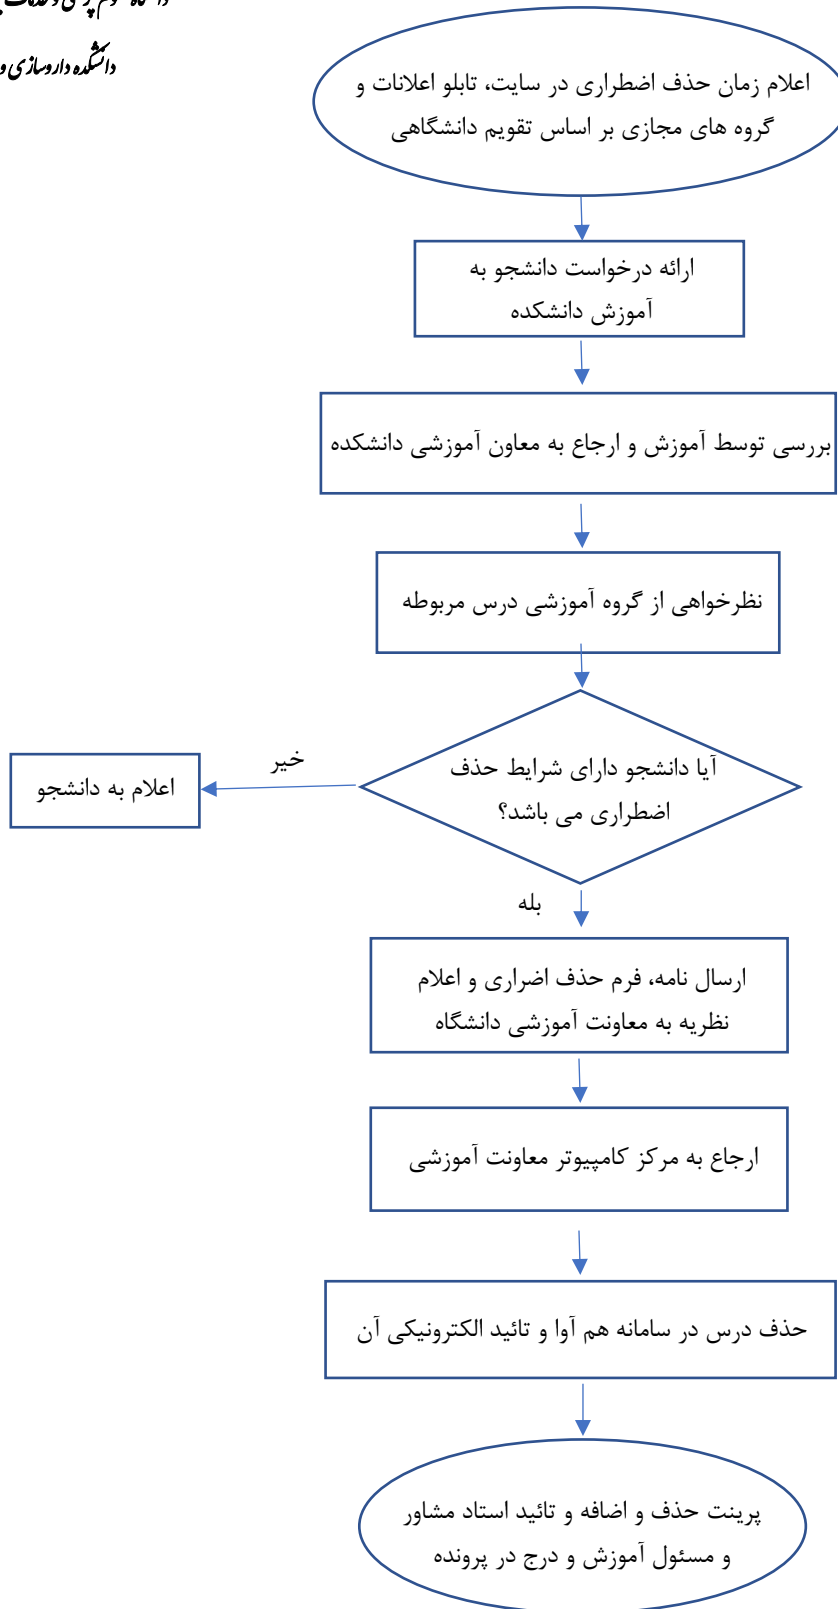 دانشکده داروسازی و
اعلام زمان حذف اضطراری در سایت، تابلو اعلانات و
گروه های مجازی بر اساس تقویم دانشگاهی
ارائه درخواست دانشجو به
آموزش دانشکده
بررسی توسط آموزش و ارجاع به معاون آموزشی دانشکده
نظرخواهی از گروه آموزشی درس مربوطه
آیا دانشجو دارای شرایط حذف
اضطراری می باشد؟
خیر
اعلام به دانشجو
بله
ارسال نامه، فرم حذف اضراری و اعلام
نظریه به معاونت آموزشی دانشگاه
ارجاع به مرکز کامپیوتر معاونت آموزشی
حذف درس در سامانه هم آوا و تائید الکترونیکی آن
پرینت حذف و اضافه و تائید استاد مشاور
و مسئول آموزش و درج در پرونده